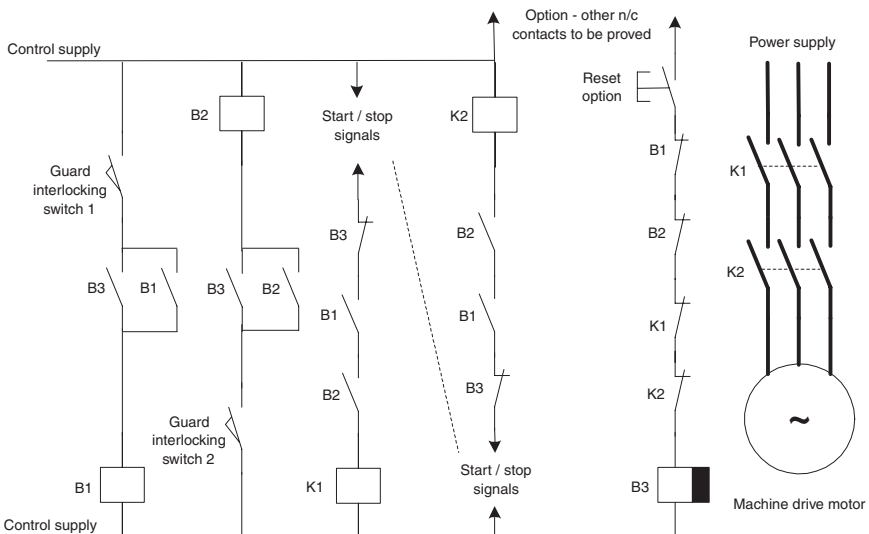 Option - other n/c
contacts to be proved
Power supply
Control supply
Reset
option
B2
Start / stop
signals
K2
B1
Guard
interlocking
switch 1
K1
B3
B2
B2
B3
B1
B3
B2
K2
B1
B1
K1
B2
B3
K2
Guard
interlocking
switch 2
~
Start / stop
signals
B1
K1
B3
Machine drive motor
Control supply